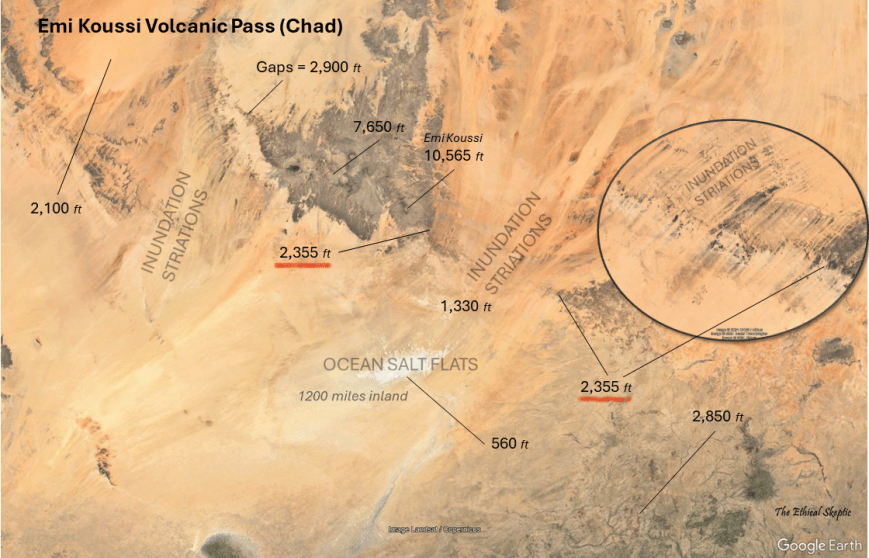 Emi Koussi Volcanic Pass (Chad)
Gaps = 2,900 ft
7,650 ft
Emi Koussi
10,565 ft
2,100 ft
INUNDATION
STRIATIONS
INUNDATION
STRIATIONS
INUNDATION
STRIATIONS
2,355 ft
1,330 ft
OCEAN SALT FLATS
1200 miles inland
2,355 ft
2,850 ft
560 ft
The Ethical Skeptic
Image Landsat / Copernicus
Google Earth